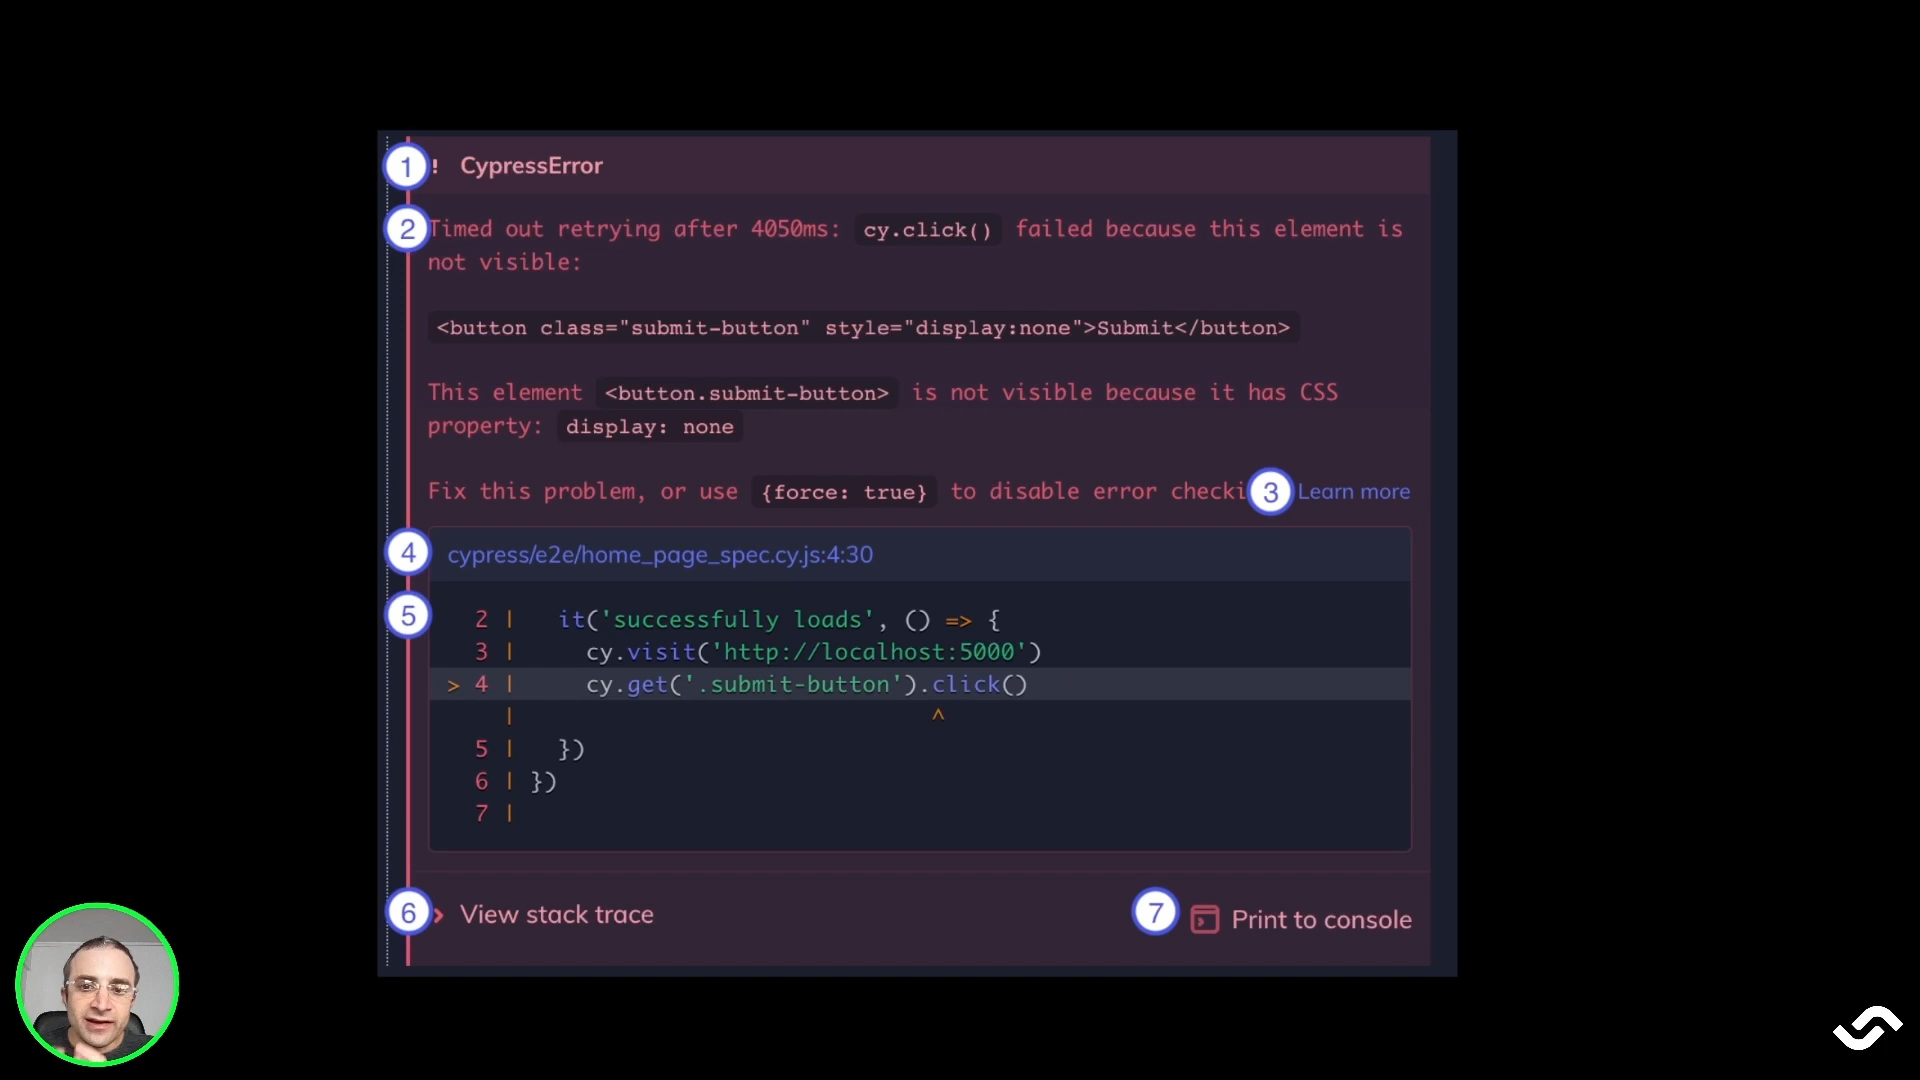 1 ! CypressError
2 Timed out retrying after 4050ms: cy.click() failed because this element is
not visible:
<button class="submit-button" style="display:none">Submit</button>
This element <button.submit-button> is not visible because it has CSS
property: display: none
Fix this problem, or use {force: true} to disable error checki 3 Learn more
4 cypress/e2e/home_page_spec.cy.js:4:30
5 2 | it('successfully loads', () => {
3 | cy.visit('http://localhost:5000')
> 4 | cy.get('.submit-button').click()
| ^
5 | })
6 | })
7 |
6 > View stack trace
7 Print to console